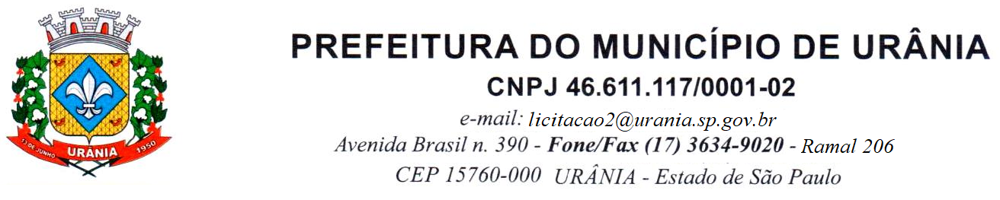 PREFEITURA DO MUNICÍPIO DE URÂNIA
CNPJ 46.611.117/0001-02
e-mail: licitacao2@urania.sp.gov.br
Avenida Brasil n. 390 - Fone/Fax (17) 3634-9020 - Ramal 206
CEP 15760-000 URÂNIA - Estado de São Paulo
13 DE JUNHO URÂNIA 1950